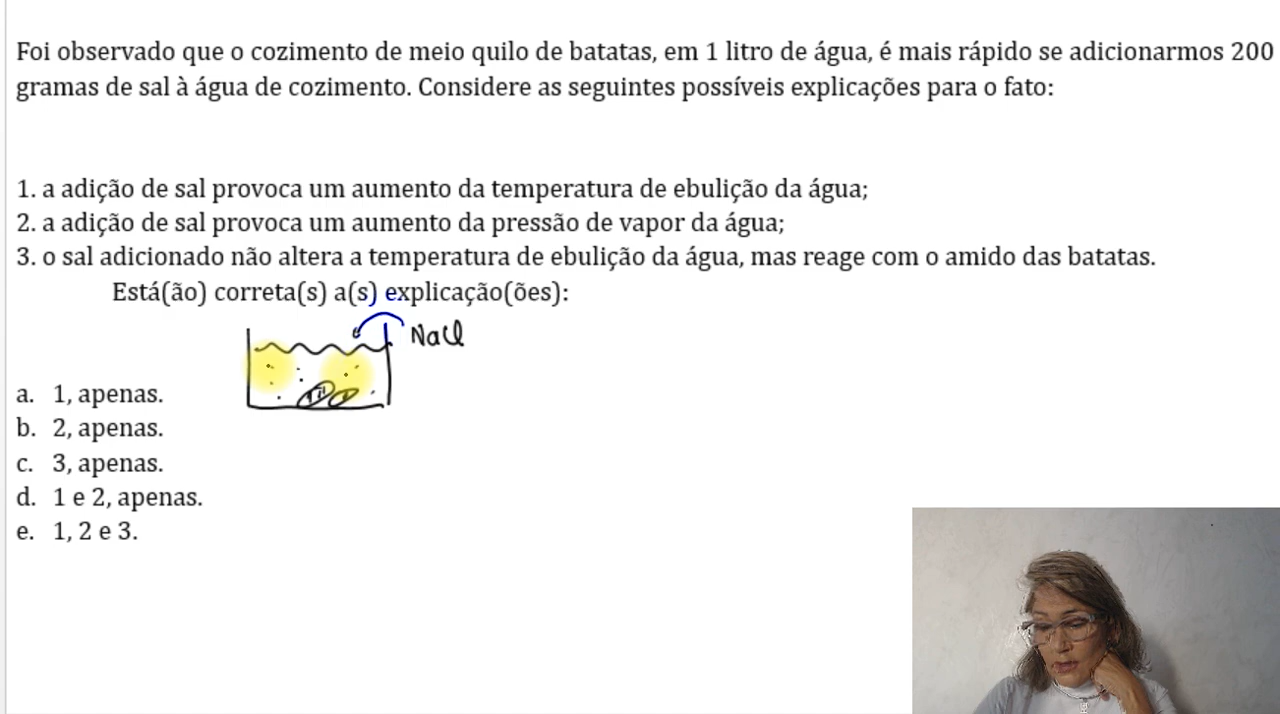 Foi observado que o cozimento de meio quilo de batatas, em 1 litro de água, é mais rápido se adicionarmos 200
gramas de sal à água de cozimento. Considere as seguintes possíveis explicações para o fato:
1. a adição de sal provoca um aumento da temperatura de ebulição da água;
2. a adição de sal provoca um aumento da pressão de vapor da água;
3. o sal adicionado não altera a temperatura de ebulição da água, mas reage com o amido das batatas.
Está(ão) correta(s) a(s) explicação(ões):
NaCl
a. 1, apenas.
b. 2, apenas.
c. 3, apenas.
d. 1 e 2, apenas.
e. 1, 2 e 3.